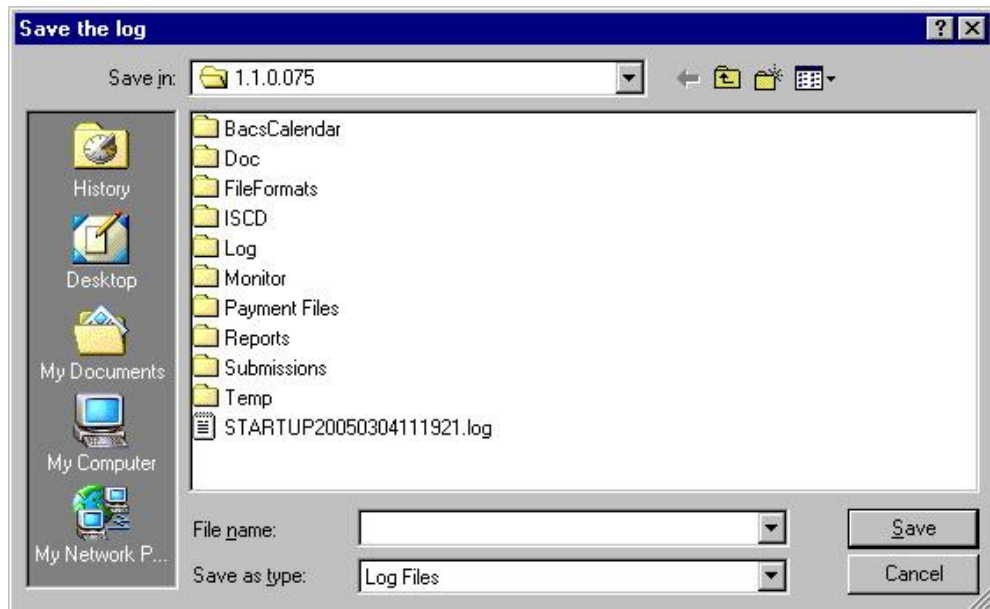 Save the log
Save in: 1.1.0.075
History
Desktop
My Documents
My Computer
My Network P...
BacsCalendar
Doc
FileFormats
ISCD
Log
Monitor
Payment Files
Reports
Submissions
Temp
STARTUP20050304111921.log
File name:
Save
Save as type: Log Files
Cancel